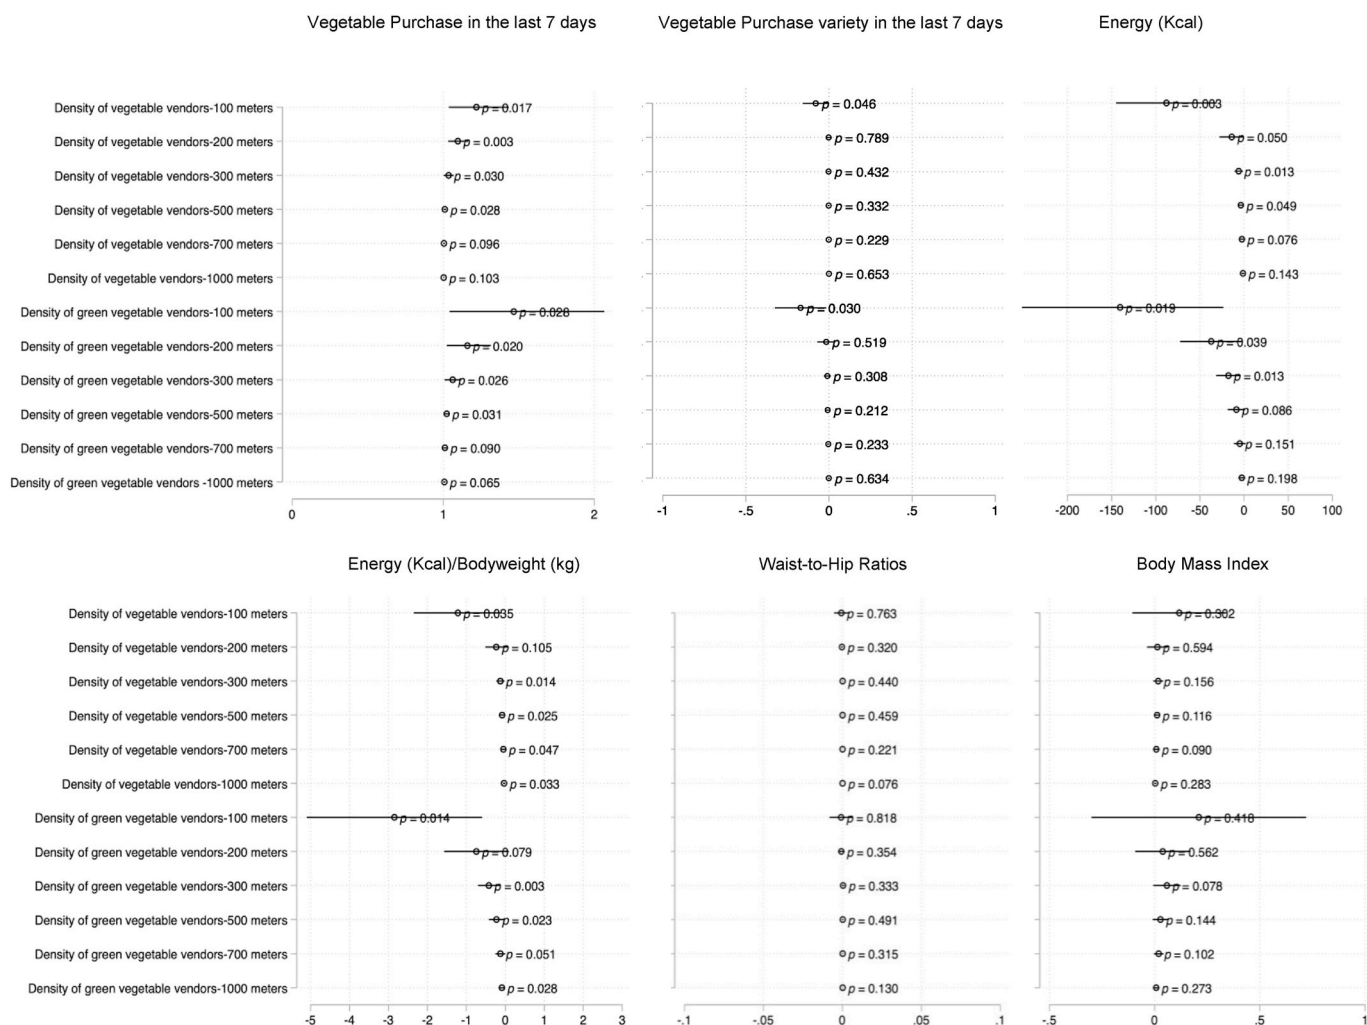 Vegetable Purchase in the last 7 days Vegetable Purchase variety in the last 7 days Energy (Kcal)
Density of vegetable vendors-100 meters p = 0.017 p = 0.046 p = 0.003
Density of vegetable vendors-200 meters p = 0.003 p = 0.789 p = 0.050
Density of vegetable vendors-300 meters p = 0.030 p = 0.432 p = 0.013
Density of vegetable vendors-500 meters p = 0.028 p = 0.332 p = 0.049
Density of vegetable vendors-700 meters p = 0.096 p = 0.229 p = 0.076
Density of vegetable vendors-1000 meters p = 0.103 p = 0.653 p = 0.143
Density of green vegetable vendors-100 meters p = 0.028 p = 0.030 p = 0.019
Density of green vegetable vendors-200 meters p = 0.020 p = 0.519 p = 0.039
Density of green vegetable vendors-300 meters p = 0.026 p = 0.308 p = 0.013
Density of green vegetable vendors-500 meters p = 0.031 p = 0.212 p = 0.086
Density of green vegetable vendors-700 meters p = 0.090 p = 0.233 p = 0.151
Density of green vegetable vendors -1000 meters p = 0.065 p = 0.634 p = 0.198
0 1 2 -1 -.5 0 .5 1 -200 -150 -100 -50 0 50 100
Energy (Kcal)/Bodyweight (kg) Waist-to-Hip Ratios Body Mass Index
Density of vegetable vendors-100 meters p = 0.035 p = 0.763 p = 0.302
Density of vegetable vendors-200 meters p = 0.105 p = 0.320 p = 0.594
Density of vegetable vendors-300 meters p = 0.014 p = 0.440 p = 0.156
Density of vegetable vendors-500 meters p = 0.025 p = 0.459 p = 0.116
Density of vegetable vendors-700 meters p = 0.047 p = 0.221 p = 0.090
Density of vegetable vendors-1000 meters p = 0.033 p = 0.076 p = 0.283
Density of green vegetable vendors-100 meters p = 0.014 p = 0.818 p = 0.418
Density of green vegetable vendors-200 meters p = 0.079 p = 0.354 p = 0.562
Density of green vegetable vendors-300 meters p = 0.003 p = 0.333 p = 0.078
Density of green vegetable vendors-500 meters p = 0.023 p = 0.491 p = 0.144
Density of green vegetable vendors-700 meters p = 0.051 p = 0.315 p = 0.102
Density of green vegetable vendors-1000 meters p = 0.028 p = 0.130 p = 0.273
-5 -4 -3 -2 -1 0 1 2 3 -.1 -.05 0 .05 .1 -.5 0 .5 1